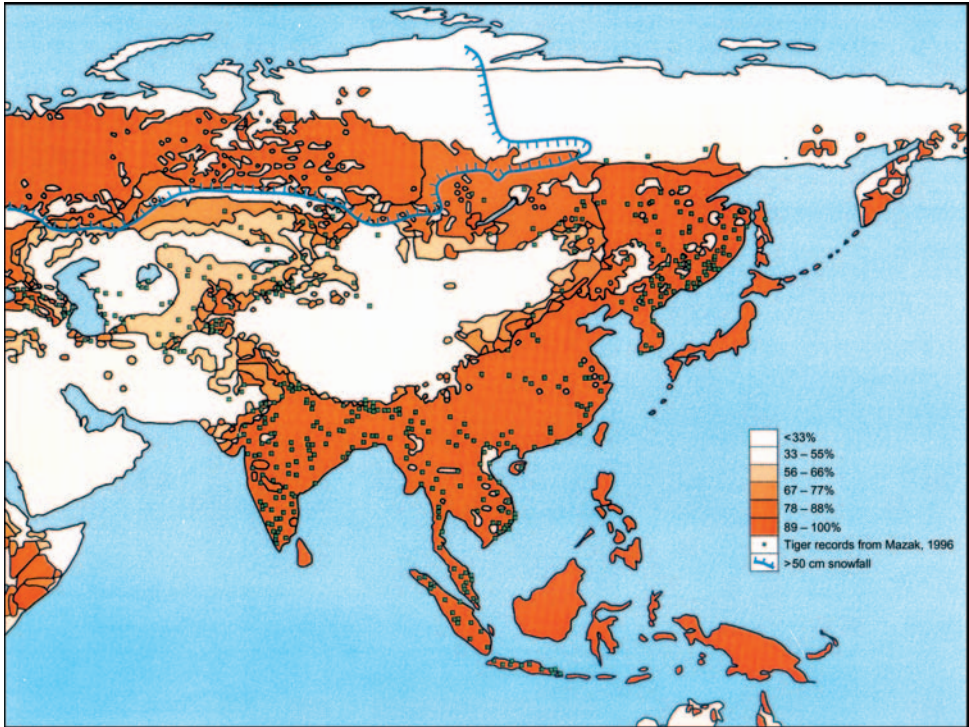 <33%
33 – 55%
56 – 66%
67 – 77%
78 – 88%
89 – 100%
Tiger records from Mazak, 1996
>50 cm snowfall